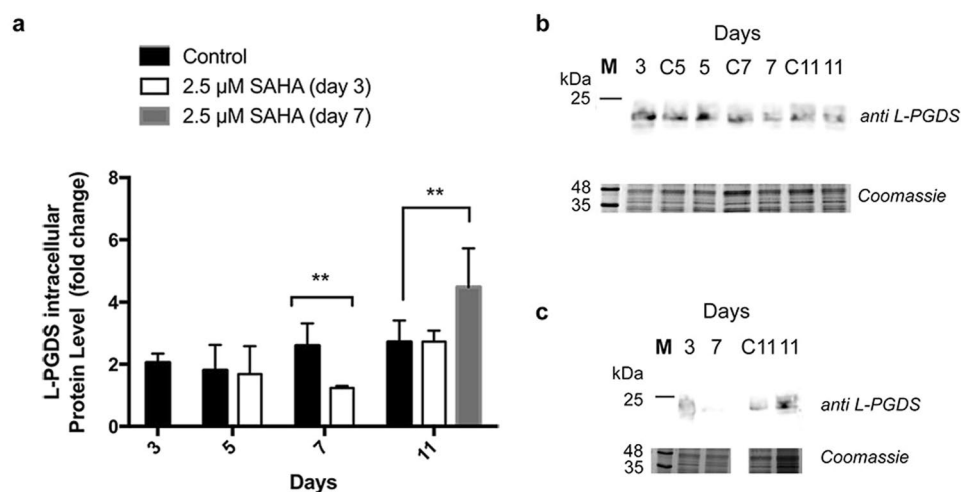 a
Control
2.5 µM SAHA (day 3)
2.5 µM SAHA (day 7)
L-PGDS intracellular
Protein Level (fold change)
8
6
4
2
0
**
**
3
5
7
11
Days
b
Days
kDa M 3 C5 5 C7 7 C11 11
25
anti L-PGDS
48
35
Coomassie
c
Days
M 3 7 C11 11
kDa
25
anti L-PGDS
48
35
Coomassie